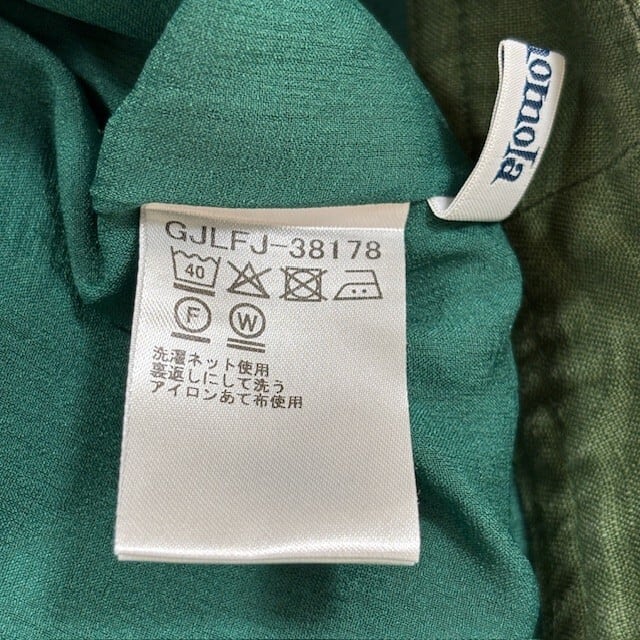 nomola
GJLFJ-38178
40
F W
洗濯ネット使用
裏返しにして洗う
アイロンあて布使用